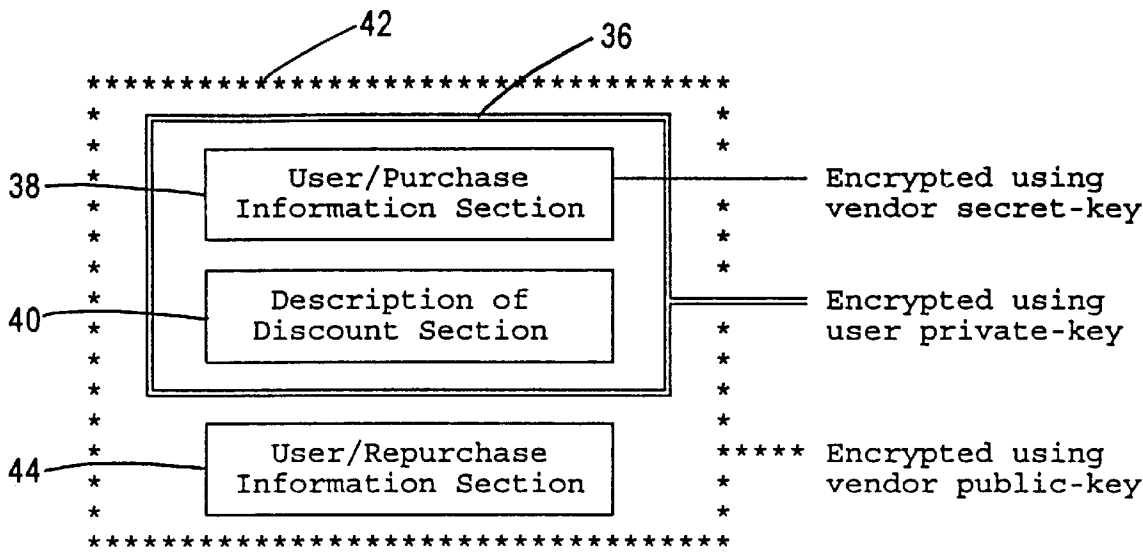 42
36
38
User/Purchase
Information Section
Encrypted using
vendor secret-key
40
Description of
Discount Section
Encrypted using
user private-key
44
User/Repurchase
Information Section
***** Encrypted using
vendor public-key